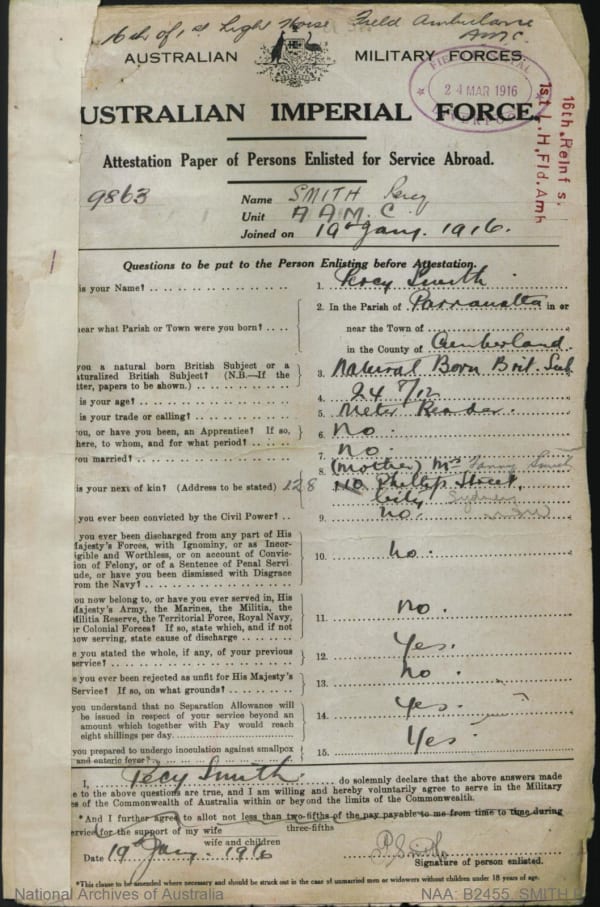 16th of 1st Light Horse Field Ambulance
AMC
AUSTRALIAN MILITARY FORCES.
24 MAR 1916
16th. Reinf s.
1st L. H. Fld. Amb
USTRALIAN IMPERIAL FORCE.
Attestation Paper of Persons Enlisted for Service Abroad.
9863
Name SMITH Percy
Unit A A M. C.
Joined on 19th Jany. 1916.
Questions to be put to the Person Enlisting before Attestation.
is your Name? 1. Percy Smith
2. In the Parish of Parramatta in or
ear what Parish or Town were you born? near the Town of
in the County of Cumberland.
you a natural born British Subject or a
aturalized British Subject? (N.B.—If the
tter, papers to be shown.) 3. Natural Born Brit. Sub
is your age? 4. 24 7/12
is your trade or calling? 5. Meter Reader.
ou, or have you been, an Apprentice? If so,
here, to whom, and for what period? 6. No.
ou married? 7. No.
8. (Mother) Mrs Fanny Smith
is your next of kin? (Address to be stated) 128 Phillip Street.
City Sydney
you ever been convicted by the Civil Power? 9. No.
you ever been discharged from any part of His
ajesty's Forces, with Ignominy, or as Incor-
igible and Worthless, or on account of Convic-
ion of Felony, or of a Sentence of Penal Servi-
ude, or have you been dismissed with Disgrace
rom the Navy? 10. No.
ou now belong to, or have you ever served in, His
Majesty's Army, the Marines, the Militia, the
Militia Reserve, the Territorial Force, Royal Navy,
r Colonial Forces? If so, state which, and if not
ow serving, state cause of discharge 11. No.
e you stated the whole, if any, of your previous
service? 12. Yes.
e you ever been rejected as unfit for His Majesty's
Service? If so, on what grounds? 13. No.
you understand that no Separation Allowance will
be issued in respect of your service beyond an
amount which together with Pay would reach
eight shillings per day. 14. Yes.
you prepared to undergo inoculation against smallpox
and enteric fever? 15. Yes
I, Percy Smith do solemnly declare that the above answers made
e to the above questions are true, and I am willing and hereby voluntarily agree to serve in the Military
es of the Commonwealth of Australia within or beyond the limits of the Commonwealth.
*And I further agree to allot not less than two-fifths of the pay payable to me from time to time during
three-fifths
ervice for the support of my wife
wife and children
Date 19th Jany. 1916 P. Smith
Signature of person enlisted.
*This clause to be amended where necessary and should be struck out in the case of unmarried men or widowers without children under 18 years of age.
National Archives of Australia NAA: B2455, SMITH P